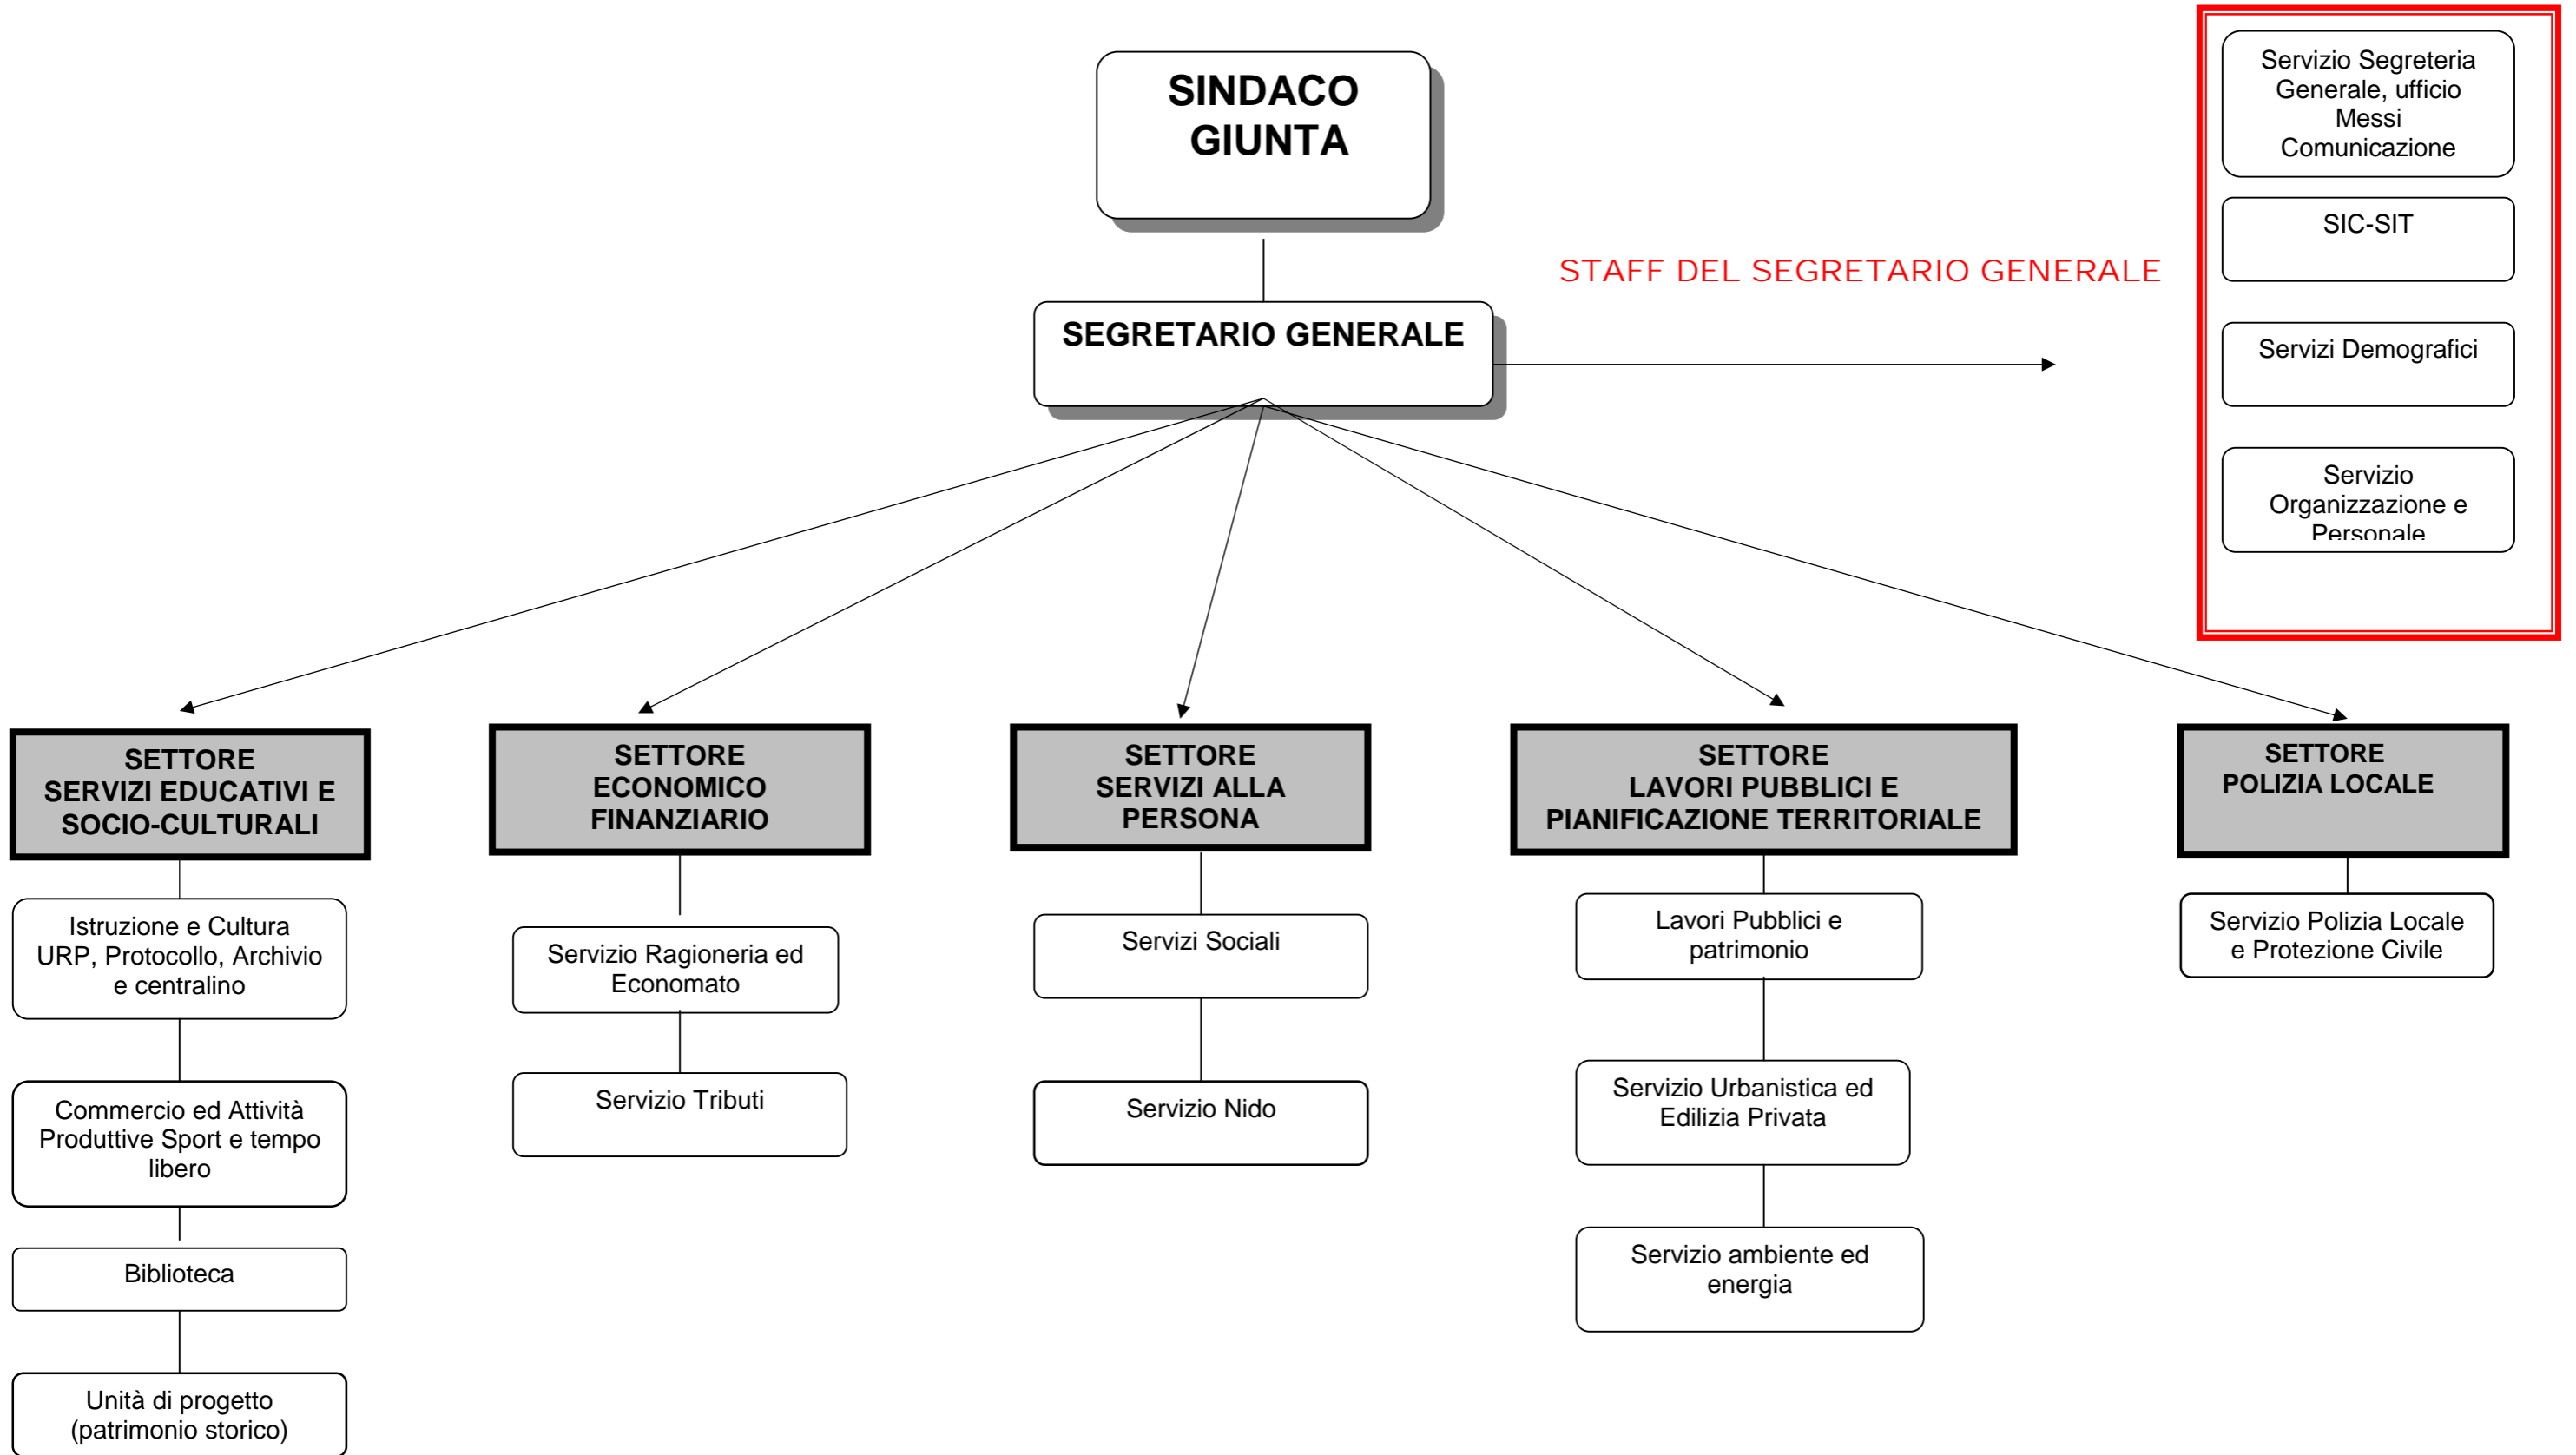 SINDACO
GIUNTA
SEGRETARIO GENERALE
STAFF DEL SEGRETARIO GENERALE
Servizio Segreteria
Generale, ufficio
Messi
Comunicazione
SIC-SIT
Servizi Demografici
Servizio
Organizzazione e
Personale
SETTORE
SERVIZI EDUCATIVI E
SOCIO-CULTURALI
Istruzione e Cultura
URP, Protocollo, Archivio
e centralino
Commercio ed Attività
Produttive Sport e tempo
libero
Biblioteca
Unità di progetto
(patrimonio storico)
SETTORE
ECONOMICO
FINANZIARIO
Servizio Ragioneria ed
Economato
Servizio Tributi
SETTORE
SERVIZI ALLA
PERSONA
Servizi Sociali
Servizio Nido
SETTORE
LAVORI PUBBLICI E
PIANIFICAZIONE TERRITORIALE
Lavori Pubblici e
patrimonio
Servizio Urbanistica ed
Edilizia Privata
Servizio ambiente ed
energia
SETTORE
POLIZIA LOCALE
Servizio Polizia Locale
e Protezione Civile